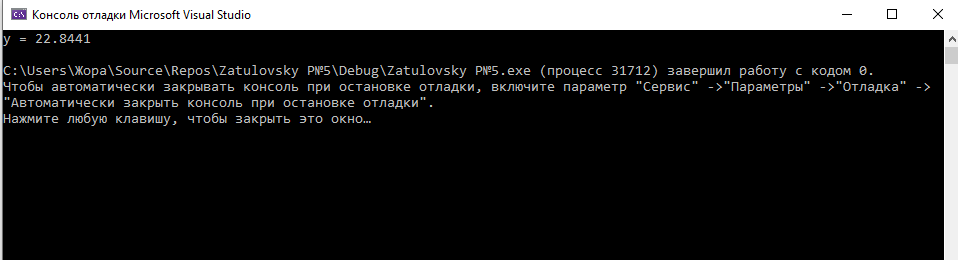 Консоль отладки Microsoft Visual Studio
y = 22.8441
C:\Users\Жора\Source\Repos\Zatulovsky P№5\Debug\Zatulovsky P№5.exe (процесс 31712) завершил работу с кодом 0.
Чтобы автоматически закрывать консоль при остановке отладки, включите параметр "Сервис" ->"Параметры" ->"Отладка" ->
"Автоматически закрыть консоль при остановке отладки".
Нажмите любую клавишу, чтобы закрыть это окно…